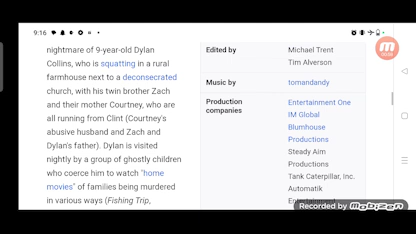 9:16
nightmare of 9-year-old Dylan
Collins, who is squatting in a rural
farmhouse next to a deconsecrated
church, with his twin brother Zach
and their mother Courtney, who are
all running from Clint (Courtney's
abusive husband and Zach and
Dylan's father). Dylan is visited
nightly by a group of ghostly children
who coerce him to watch "home
movies" of families being murdered
in various ways (Fishing Trip,
Edited by
Michael Trent
Tim Alverson
Music by
tomandandy
Production
companies
Entertainment One
IM Global
Blumhouse
Productions
Steady Aim
Productions
Tank Caterpillar, Inc.
Automatik
Entertainment
Recorded by Mobizen